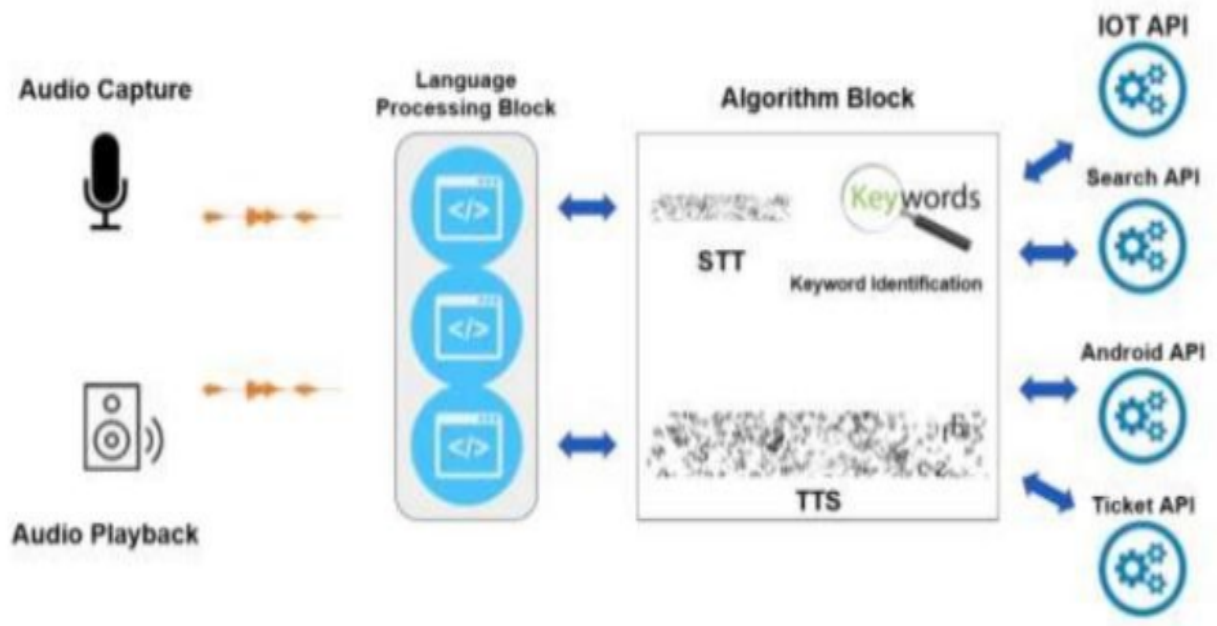 IOT API
Audio Capture
Language
Processing Block
Algorithm Block
Search API
</>
Keywords
STT
Keyword Identification
</>
Android API
</>
TTS
Ticket API
Audio Playback